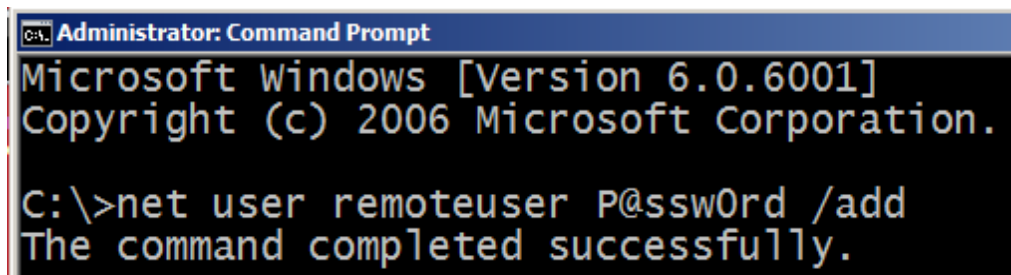 Administrator: Command Prompt
Microsoft Windows [Version 6.0.6001]
Copyright (c) 2006 Microsoft Corporation.
C:\>net user remoteuser P@ssw0rd /add
The command completed successfully.